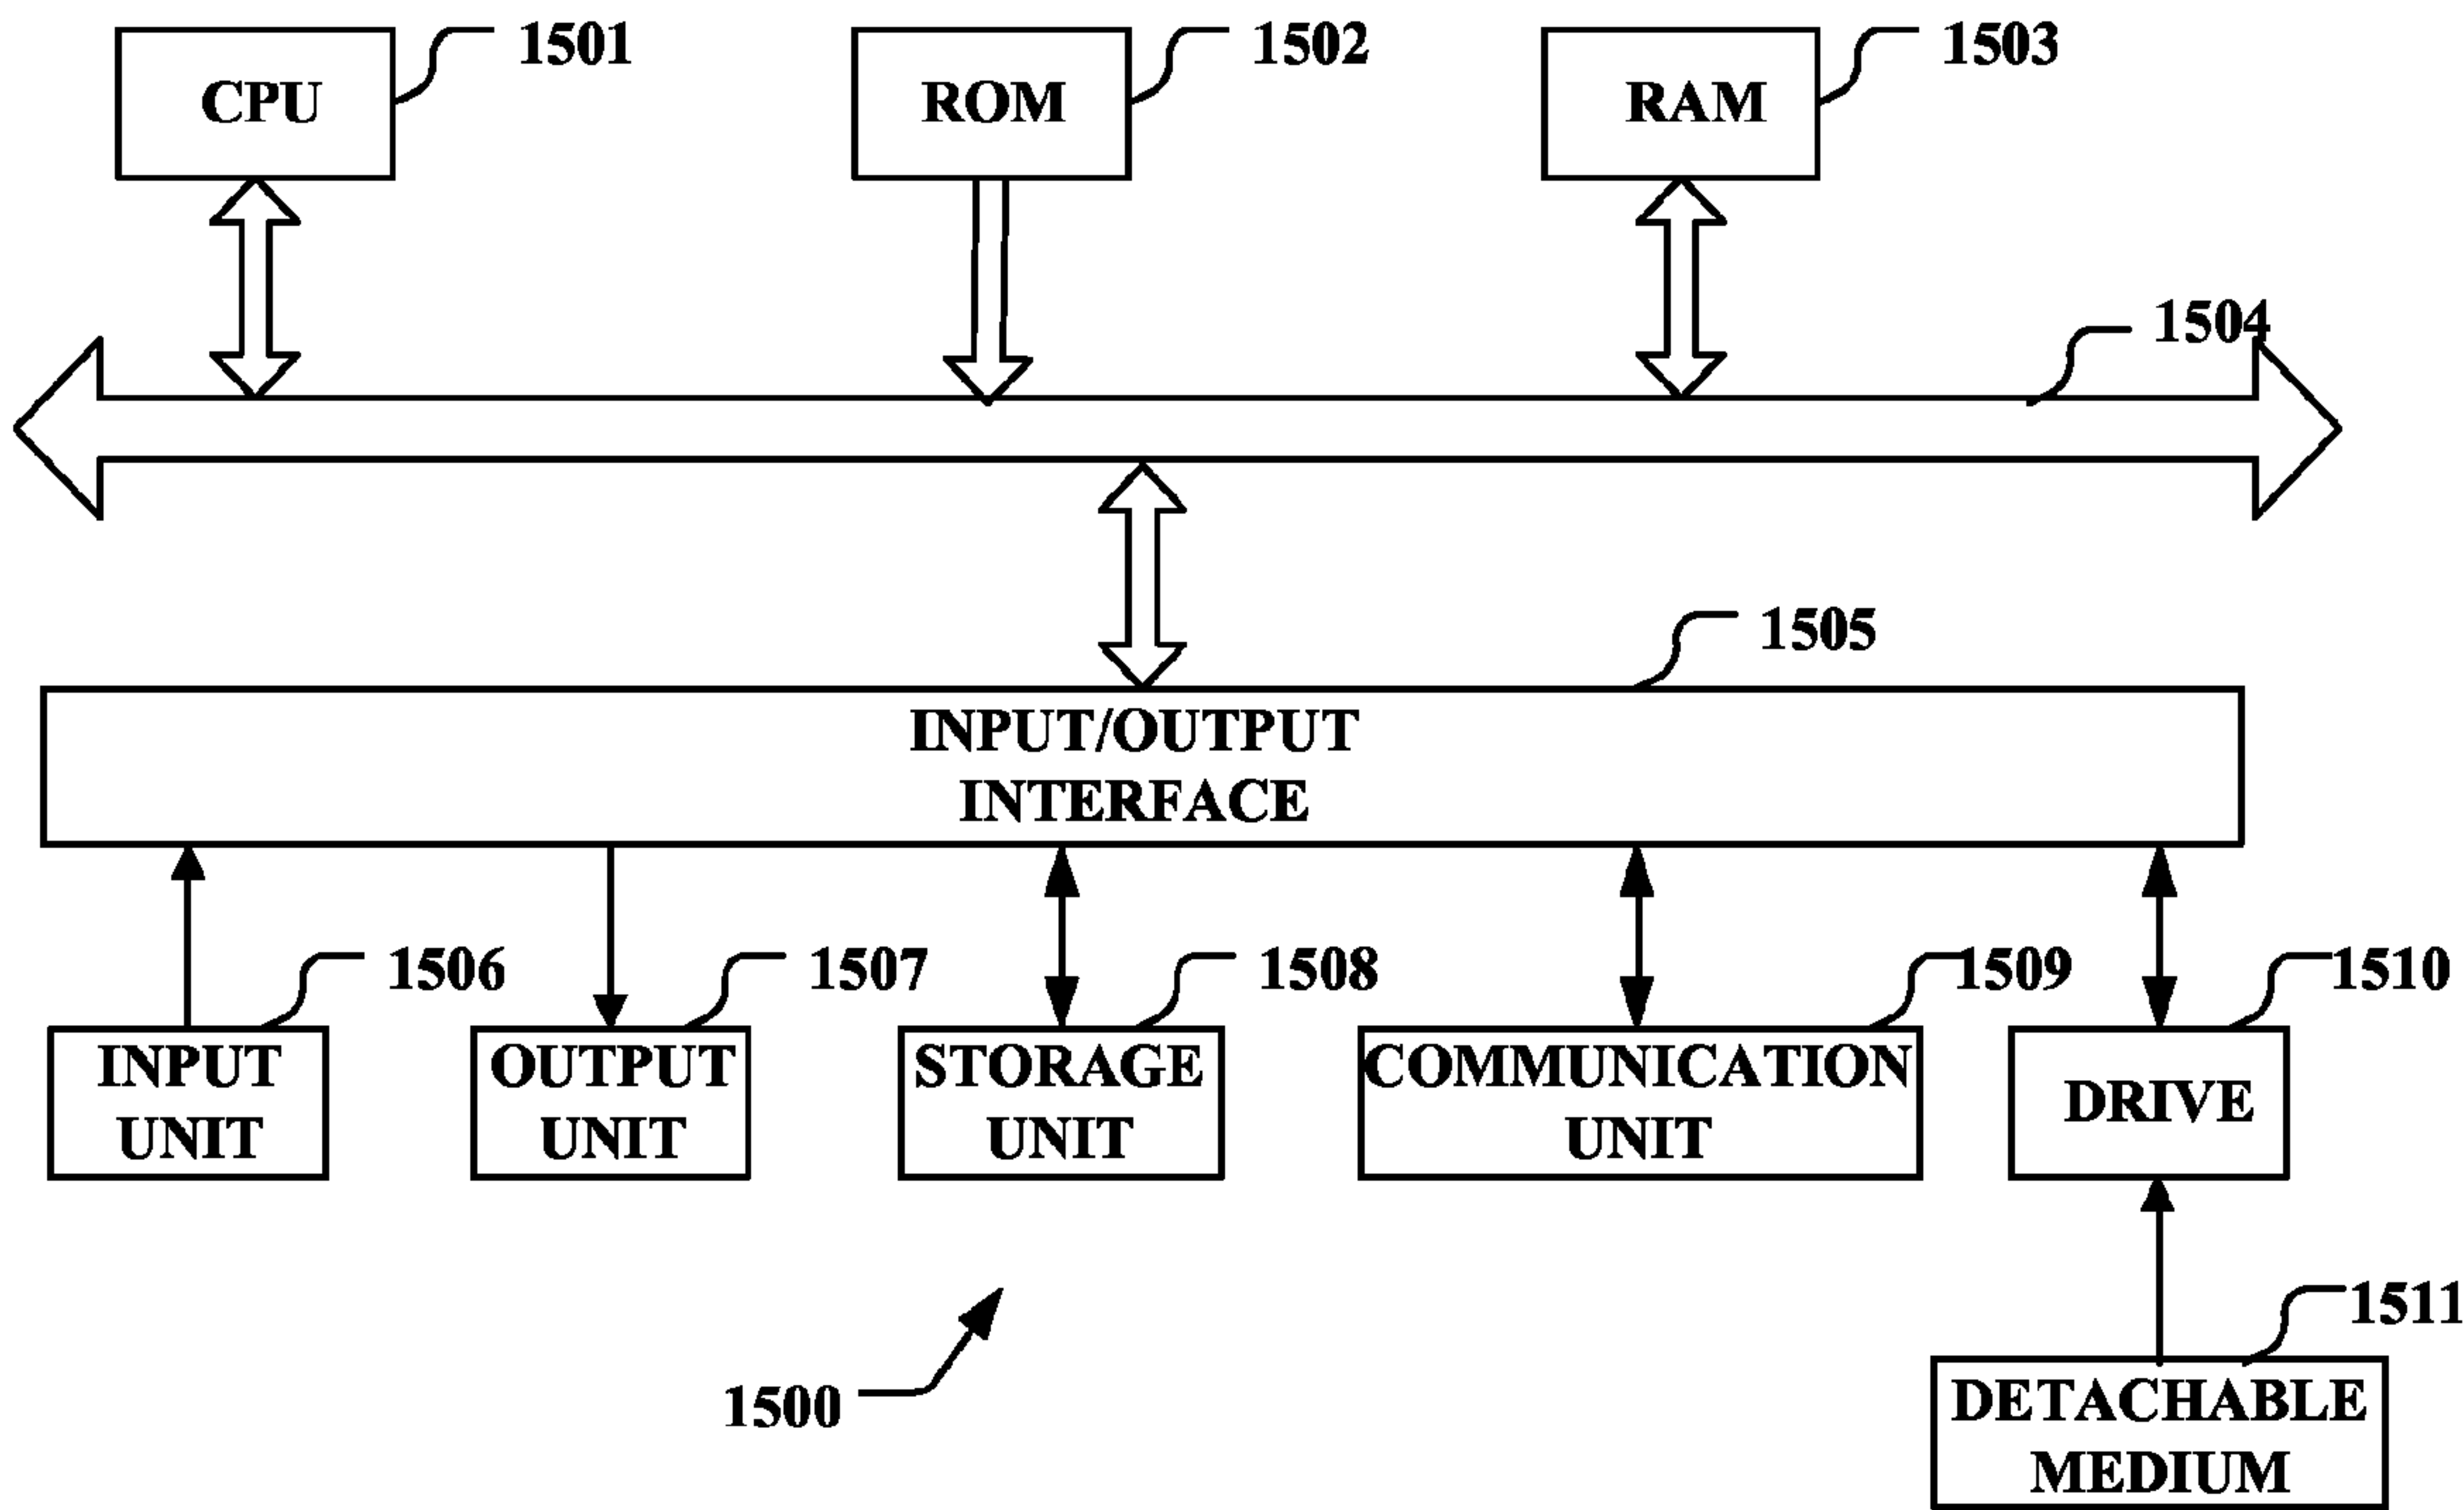 1501
1502
1503
CPU
ROM
RAM
1504
1505
INPUT/OUTPUT
INTERFACE
1506
1507
1508
1509
1510
INPUT
UNIT
OUTPUT
UNIT
STORAGE
UNIT
COMMUNICATION
UNIT
DRIVE
1511
1500
DETACHABLE
MEDIUM